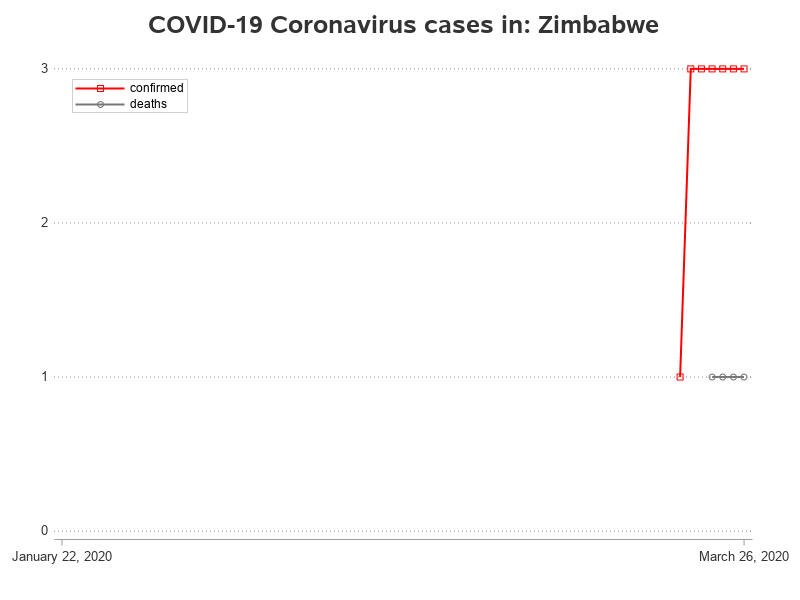 COVID-19 Coronavirus cases in: Zimbabwe
3
confirmed
deaths
2
1
0
January 22, 2020
March 26, 2020